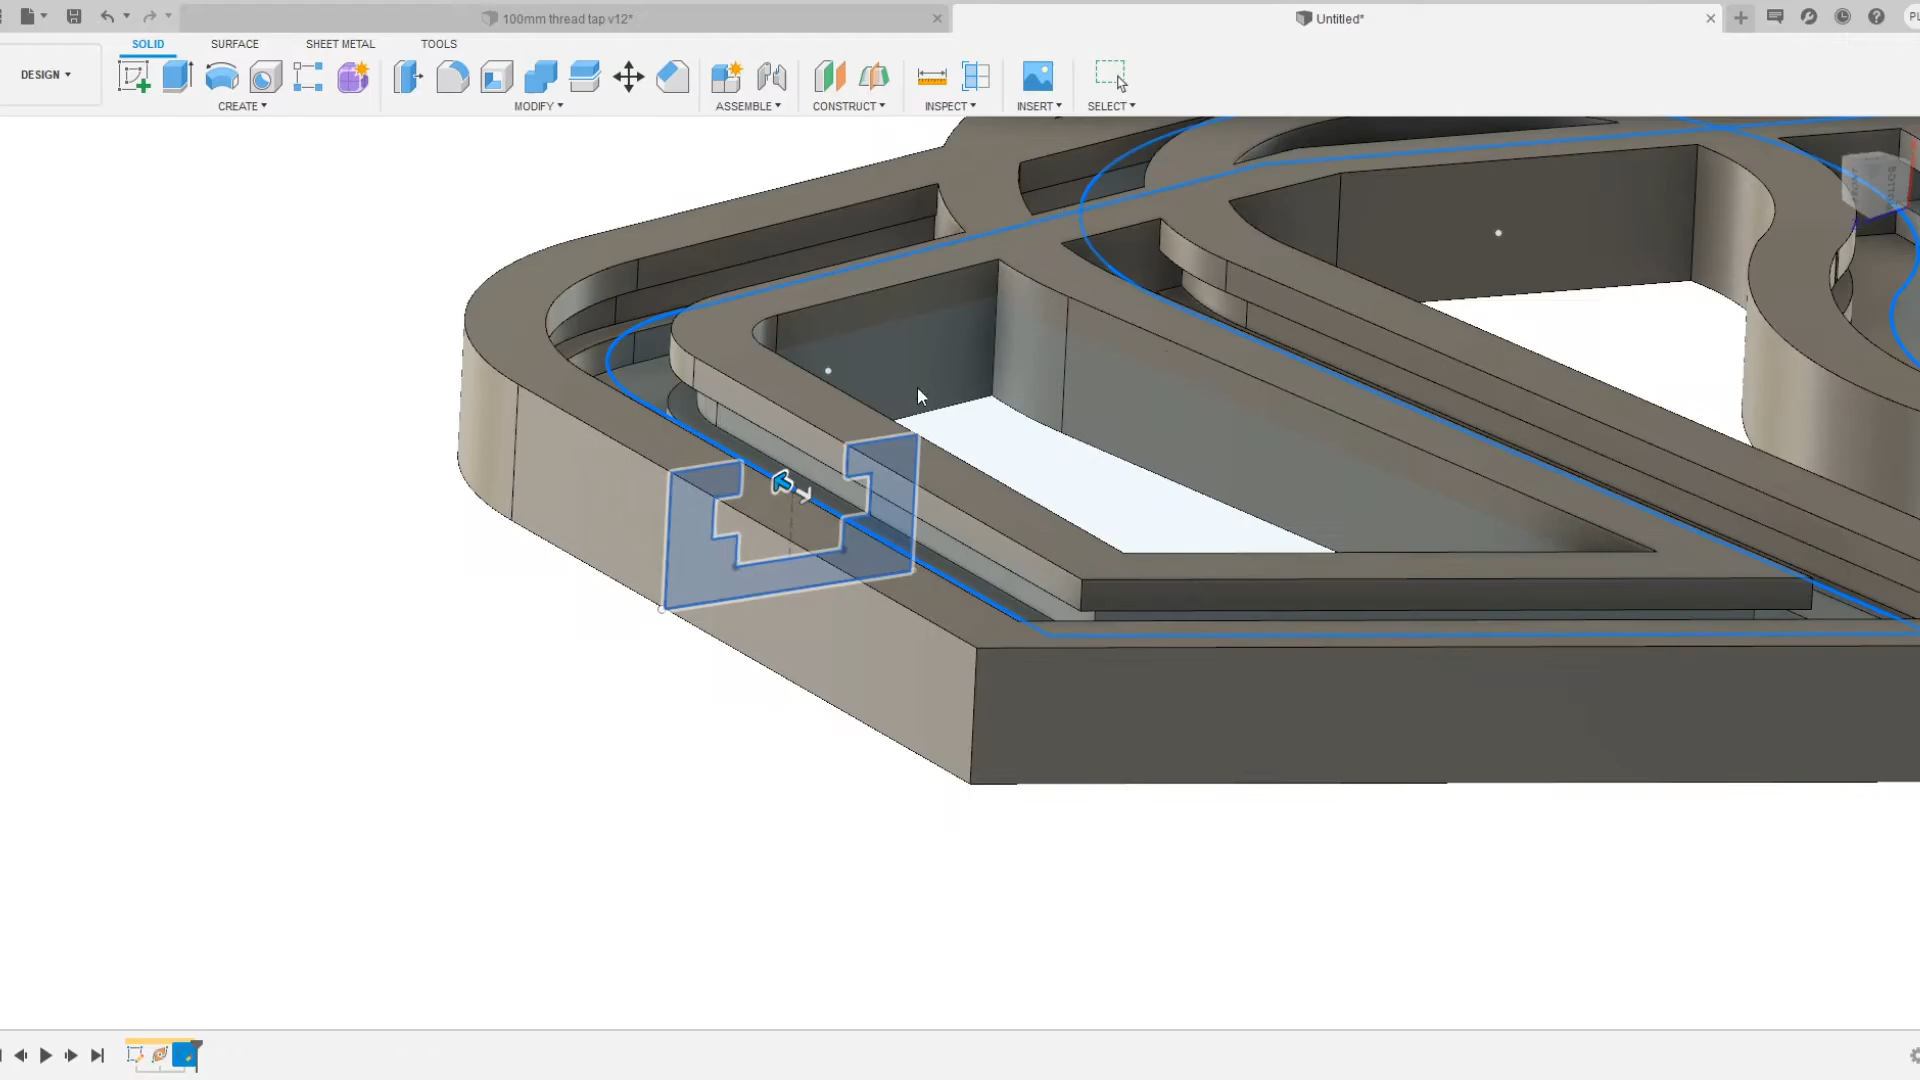 100mm thread tap v12*
Untitled*
SOLID
SURFACE
SHEET METAL
TOOLS
DESIGN
CREATE
MODIFY
ASSEMBLE
CONSTRUCT
INSPECT
INSERT
SELECT